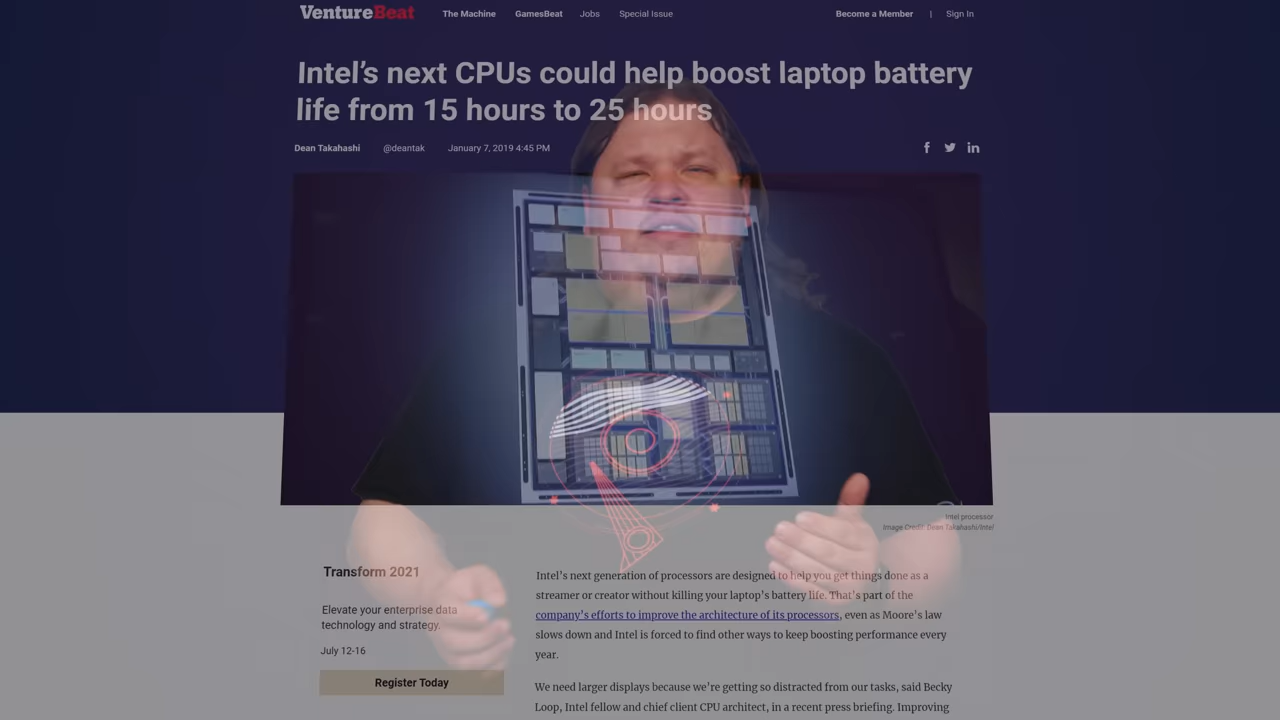 VentureBeat
The Machine GamesBeat Jobs Special Issue Become a Member | Sign In
Intel's next CPUs could help boost laptop battery
life from 15 hours to 25 hours
Dean Takahashi @deantak January 7, 2019 4:45 PM
Intel processor
Image Credit: Dean Takahashi/Intel
Transform 2021
Elevate your enterprise data
technology and strategy.
July 12-16
Register Today
Intel's next generation of processors are designed to help you get things done as a
streamer or creator without killing your laptop's battery life. That's part of the
company's efforts to improve the architecture of its processors, even as Moore's law
slows down and Intel is forced to find other ways to keep boosting performance every
year.
We need larger displays because we're getting so distracted from our tasks, said Becky
Loop, Intel fellow and chief client CPU architect, in a recent press briefing. Improving